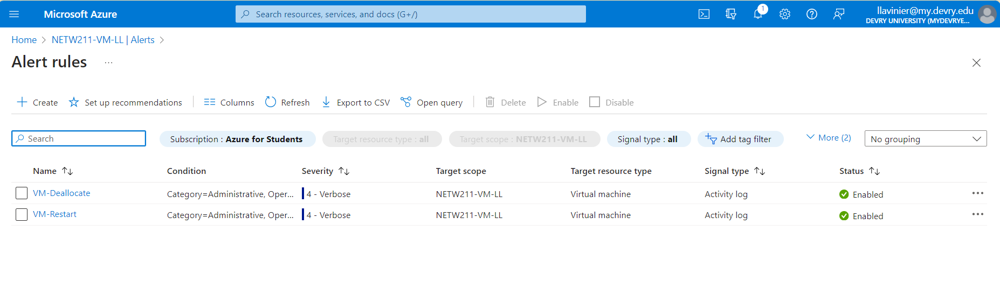 Microsoft Azure
Search resources, services, and docs (G+/)
1
llavinier@my.devry.edu
DEVRY UNIVERSITY (MYDEVRYE...
Home > NETW211-VM-LL | Alerts >
Alert rules ...
Create Set up recommendations Columns Refresh Export to CSV Open query Delete Enable Disable
Search Subscription : Azure for Students Target resource type : all Target scope : NETW211-VM-LL Signal type : all Add tag filter More (2) No grouping
Name Condition Severity Target scope Target resource type Signal type Status
VM-Deallocate Category=Administrative, Oper... 4 - Verbose NETW211-VM-LL Virtual machine Activity log Enabled ...
VM-Restart Category=Administrative, Oper... 4 - Verbose NETW211-VM-LL Virtual machine Activity log Enabled ...